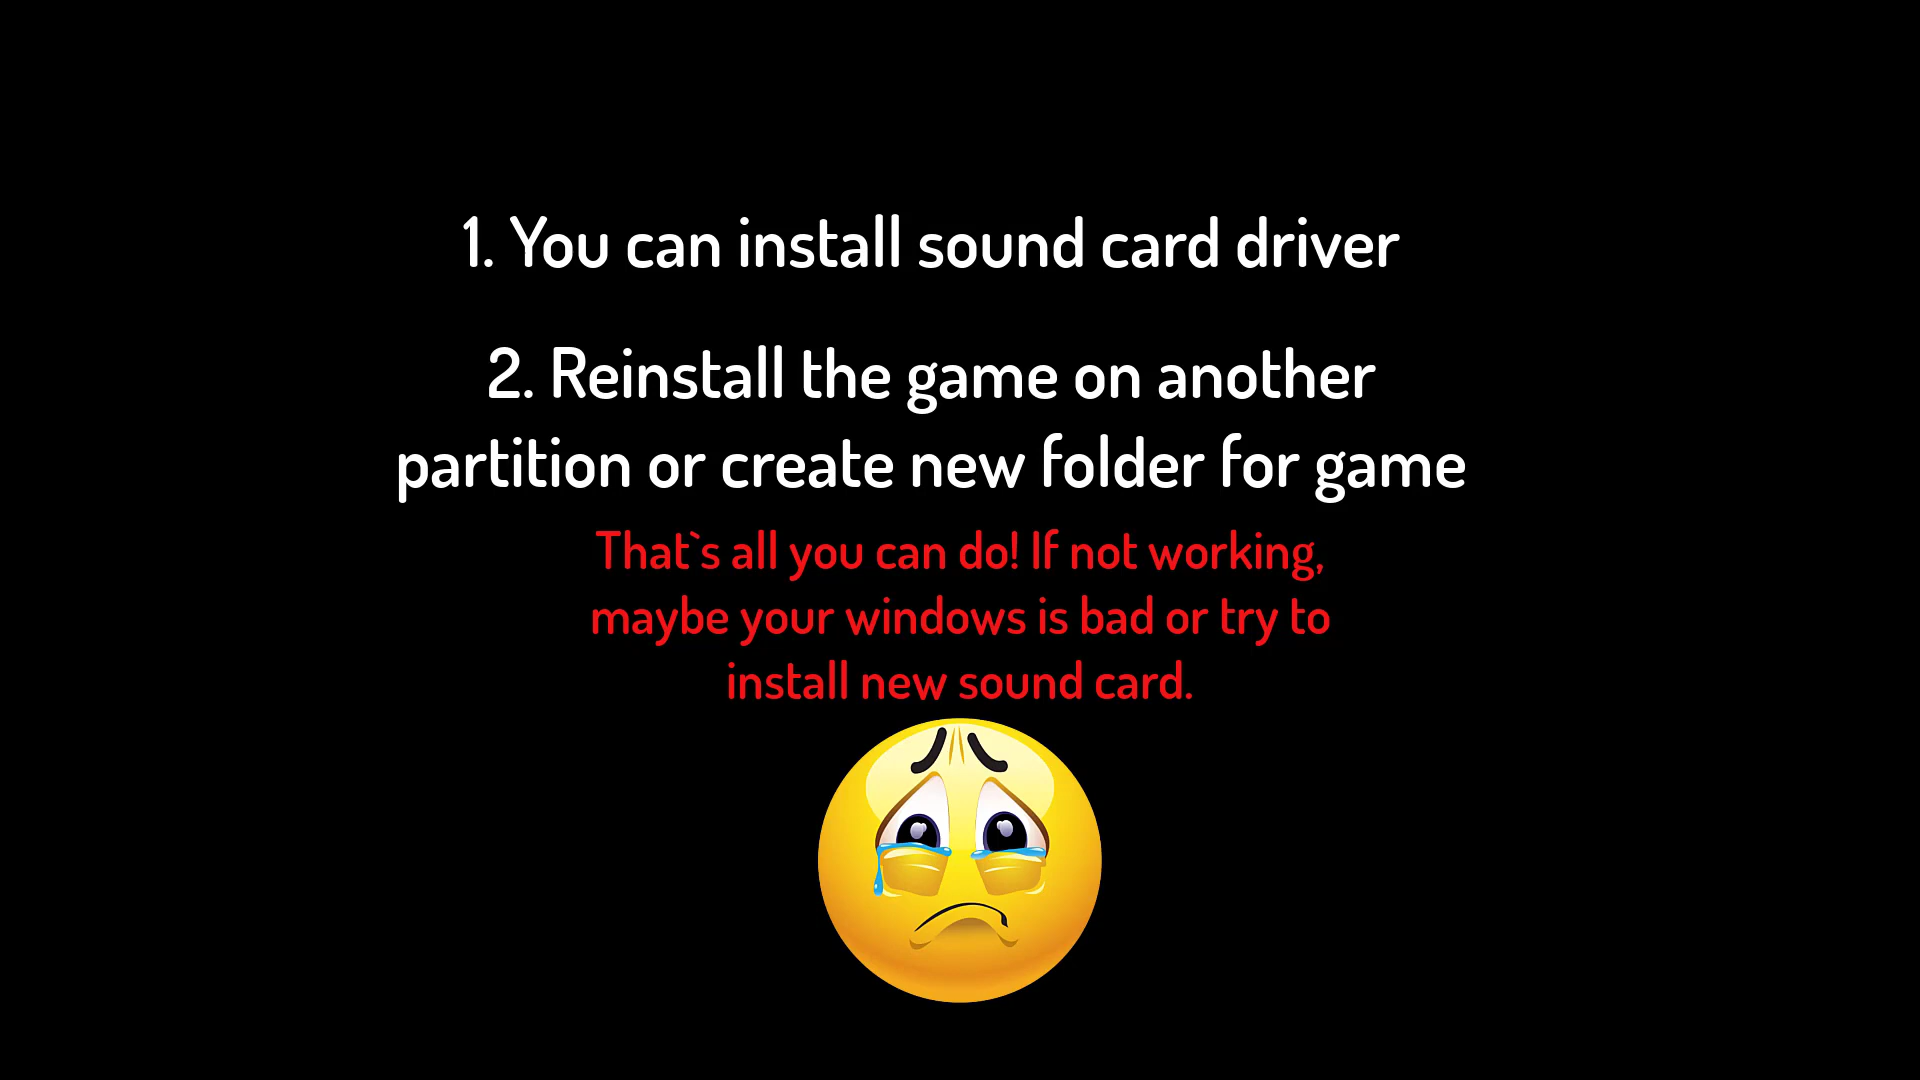 1. You can install sound card driver
2. Reinstall the game on another
partition or create new folder for game
That`s all you can do! If not working,
maybe your windows is bad or try to
install new sound card.